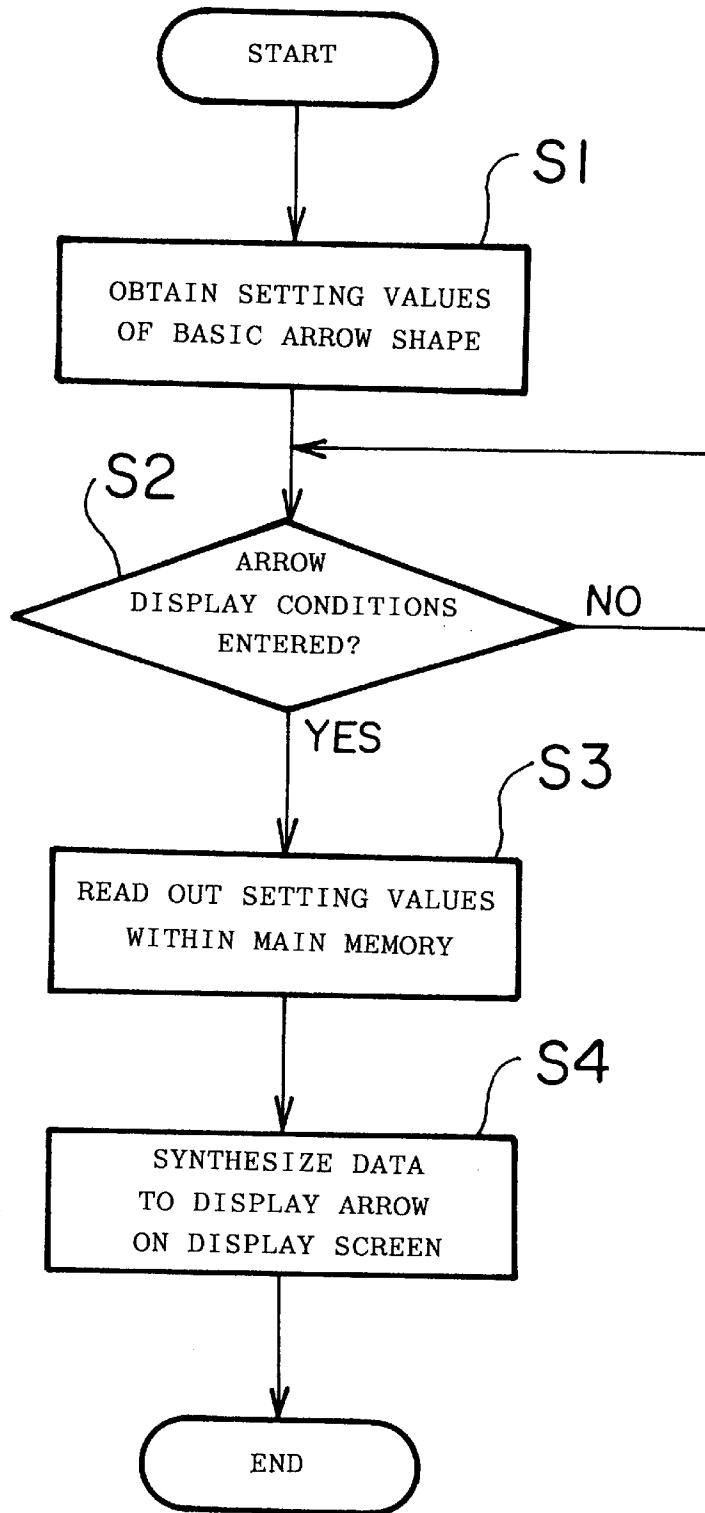 START
S1
OBTAIN SETTING VALUES
OF BASIC ARROW SHAPE
S2
ARROW
DISPLAY CONDITIONS
ENTERED?
NO
YES
S3
READ OUT SETTING VALUES
WITHIN MAIN MEMORY
S4
SYNTHESIZE DATA
TO DISPLAY ARROW
ON DISPLAY SCREEN
END